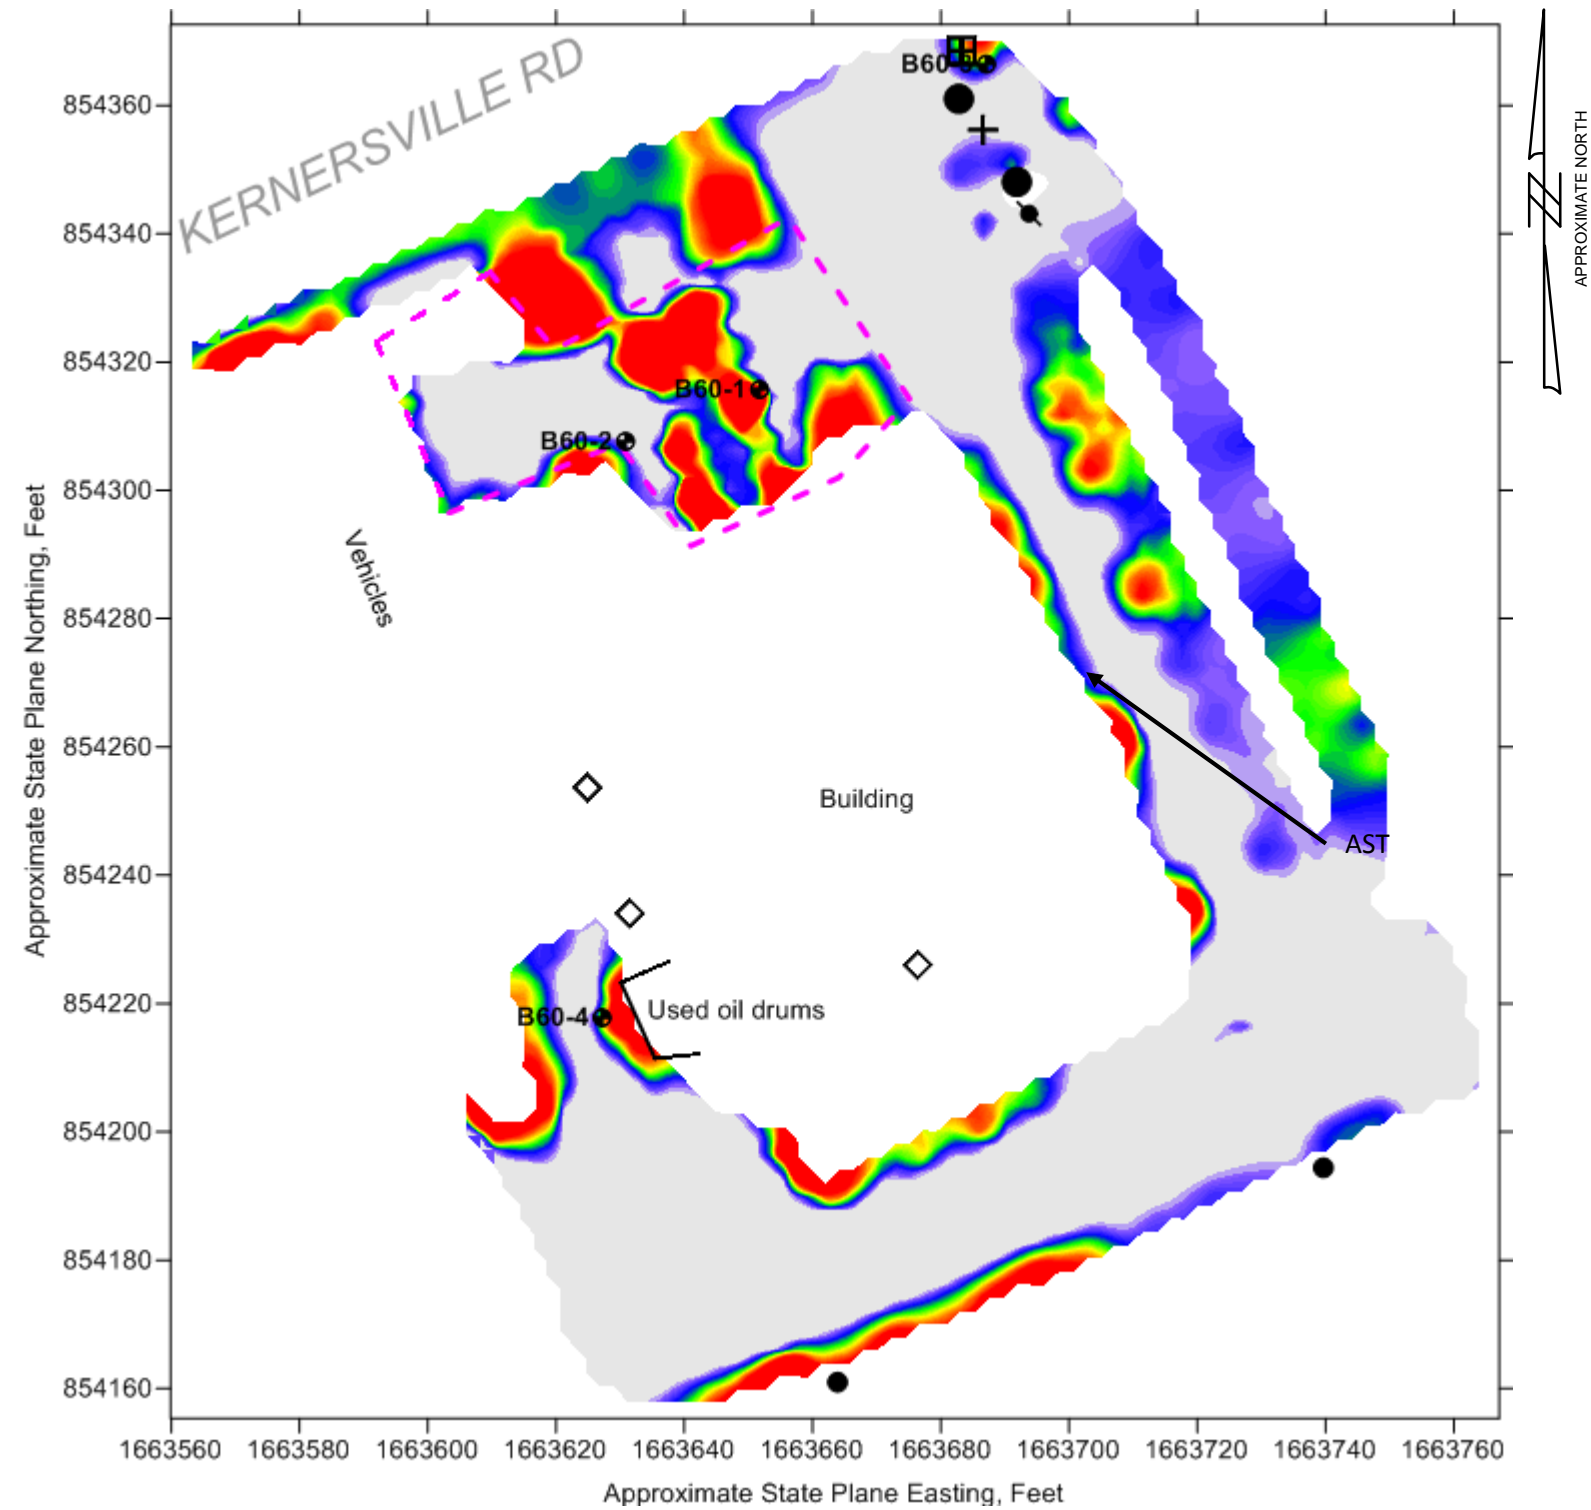 KERNERSVILLE RD
B60-3
B60-1
B60-2
Vehicles
Building
AST
B60-4
Used oil drums
APPROXIMATE NORTH
N
Approximate State Plane Northing, Feet
854360
854340
854320
854300
854280
854260
854240
854220
854200
854180
854160
1663560 1663580 1663600 1663620 1663640 1663660 1663680 1663700 1663720 1663740 1663760
Approximate State Plane Easting, Feet